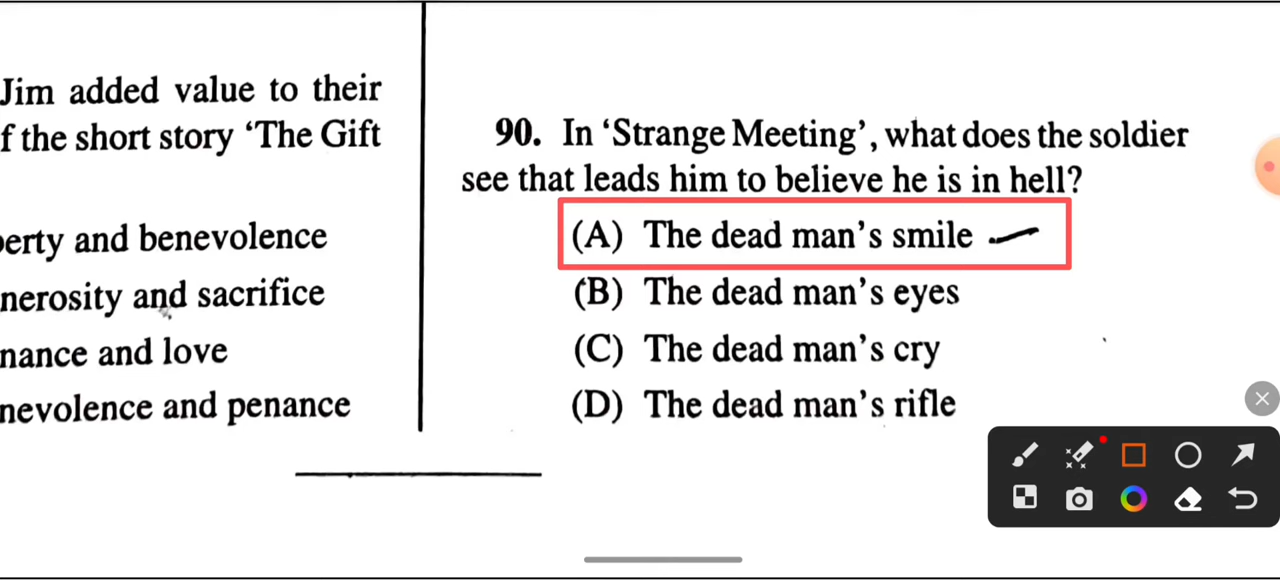 Jim added value to their
f the short story ‘The Gift
perty and benevolence
nerosity and sacrifice
nance and love
nevolence and penance
90. In ‘Strange Meeting’, what does the soldier
see that leads him to believe he is in hell?
(A) The dead man’s smile
(B) The dead man’s eyes
(C) The dead man’s cry
(D) The dead man’s rifle